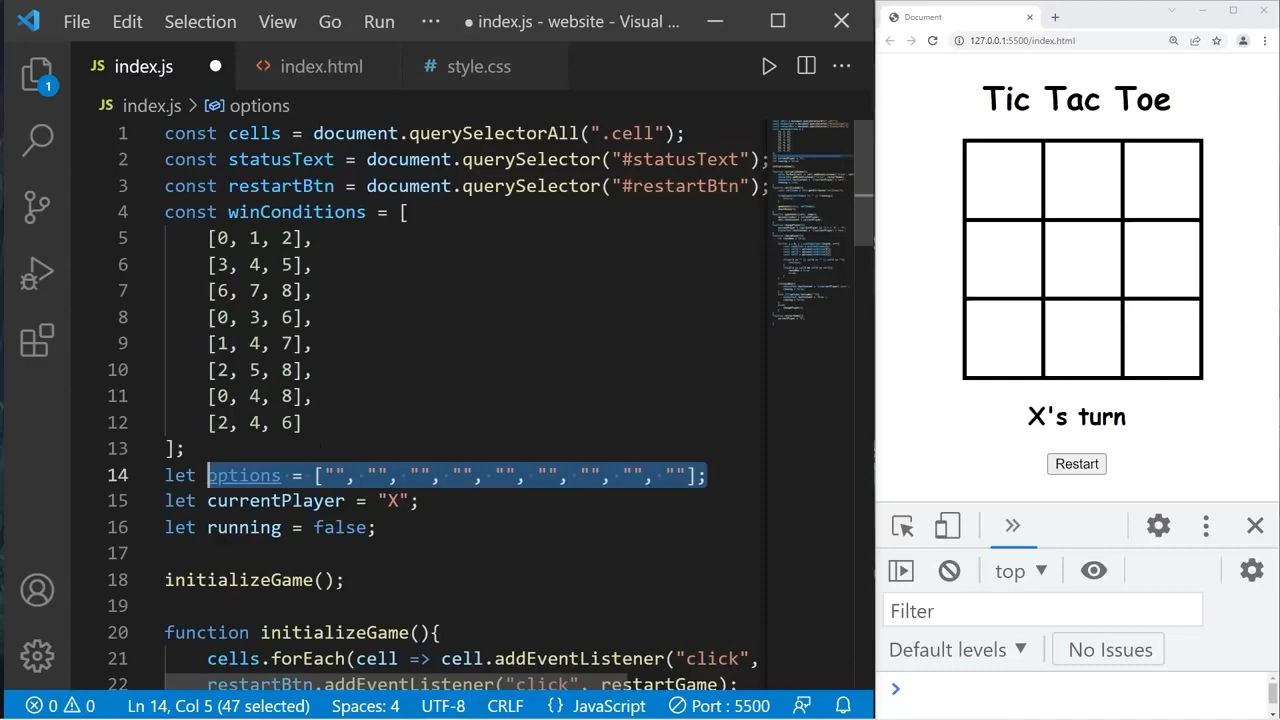 File Edit Selection View Go Run ··· ● index.js - website - Visual ...
JS index.js ● <> index.html # style.css
JS index.js > options
1 const cells = document.querySelectorAll(".cell");
2 const statusText = document.querySelector("#statusText");
3 const restartBtn = document.querySelector("#restartBtn");
4 const winConditions = [
5 [0, 1, 2],
6 [3, 4, 5],
7 [6, 7, 8],
8 [0, 3, 6],
9 [1, 4, 7],
10 [2, 5, 8],
11 [0, 4, 8],
12 [2, 4, 6]
13 ];
14 let options = ["", "", "", "", "", "", "", "", ""];
15 let currentPlayer = "X";
16 let running = false;
17
18 initializeGame();
19
20 function initializeGame(){
21 cells.forEach(cell => cell.addEventListener("click",
22 restartBtn.addEventListener("click", restartGame);
1
0 0 Ln 14, Col 5 (47 selected) Spaces: 4 UTF-8 CRLF {} JavaScript Port : 5500
Document
127.0.0.1:5500/index.html
Tic Tac Toe
X's turn
Restart
top
Filter
Default levels No Issues